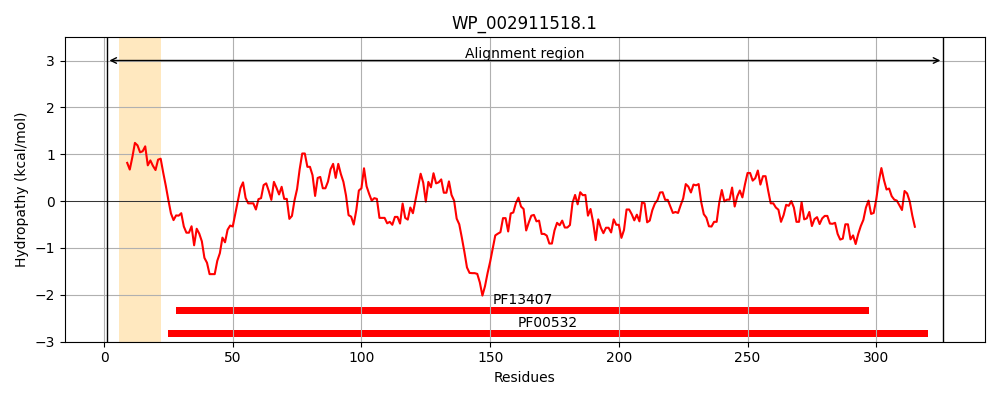 WP_002911518.1
Alignment region
Hydropathy (kcal/mol)
3
2
1
0
−1
−2
−3
PF13407
PF00532
0 50 100 150 200 250 300
Residues